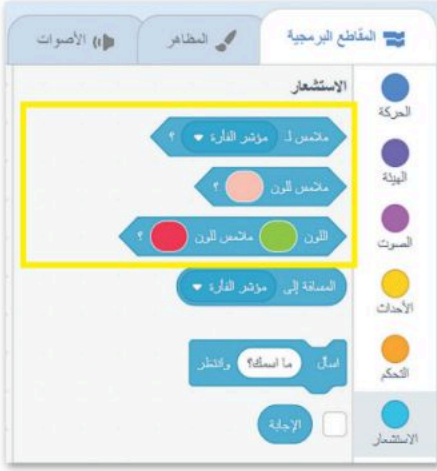 المقاطع البرمجية
المظاهر
الأصوات
الاستشعار
الحركة
الهيئة
الصوت
الأحداث
التحكم
الاستشعار
ملامس لـ مؤشر الفأرة ؟
ملامس للون ؟
اللون ملامس للون ؟
المسافة إلى مؤشر الفأرة
اسأل ما اسمك؟ وانتظر
الإجابة